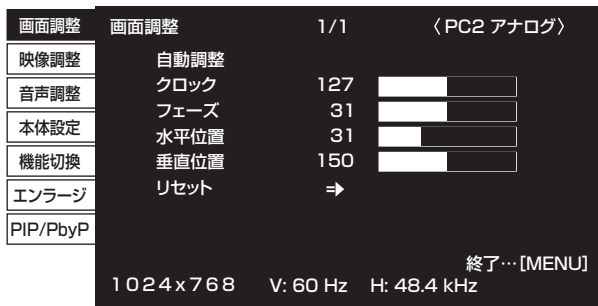 画面調整
映像調整
音声調整
本体設定
機能切換
エンラージ
PIP/PbyP
画面調整 1/1 〈PC2 アナログ〉
自動調整
クロック 127
フェーズ 31
水平位置 31
垂直位置 150
リセット ⇒
終了…[MENU]
1024x768 V: 60 Hz H: 48.4 kHz